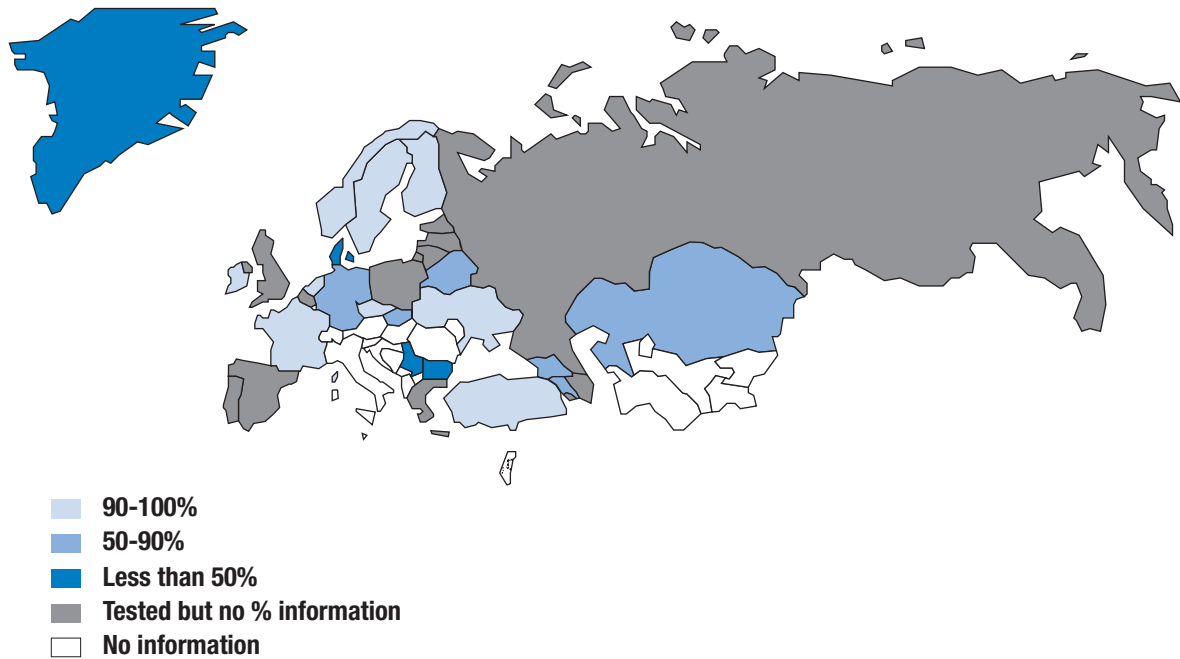 90-100%
50-90%
Less than 50%
Tested but no % information
No information